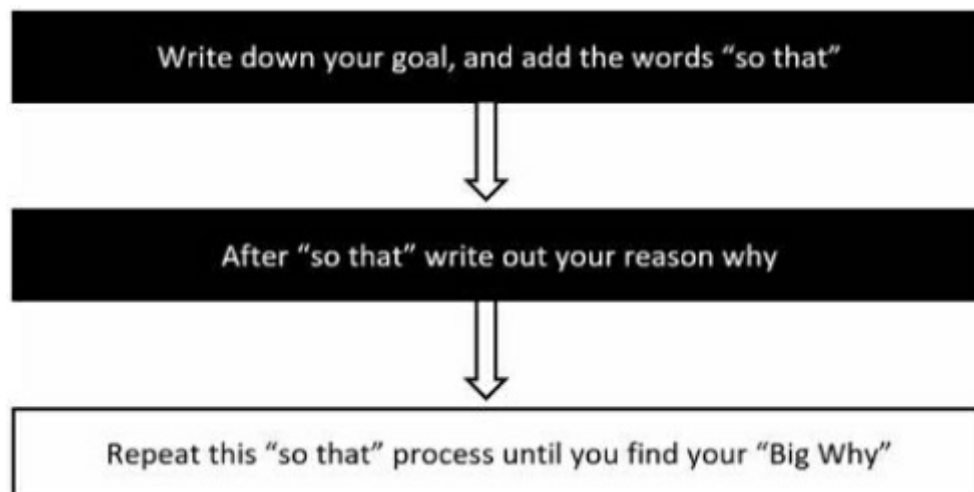 Write down your goal, and add the words “so that”
After “so that” write out your reason why
Repeat this “so that” process until you find your “Big Why”